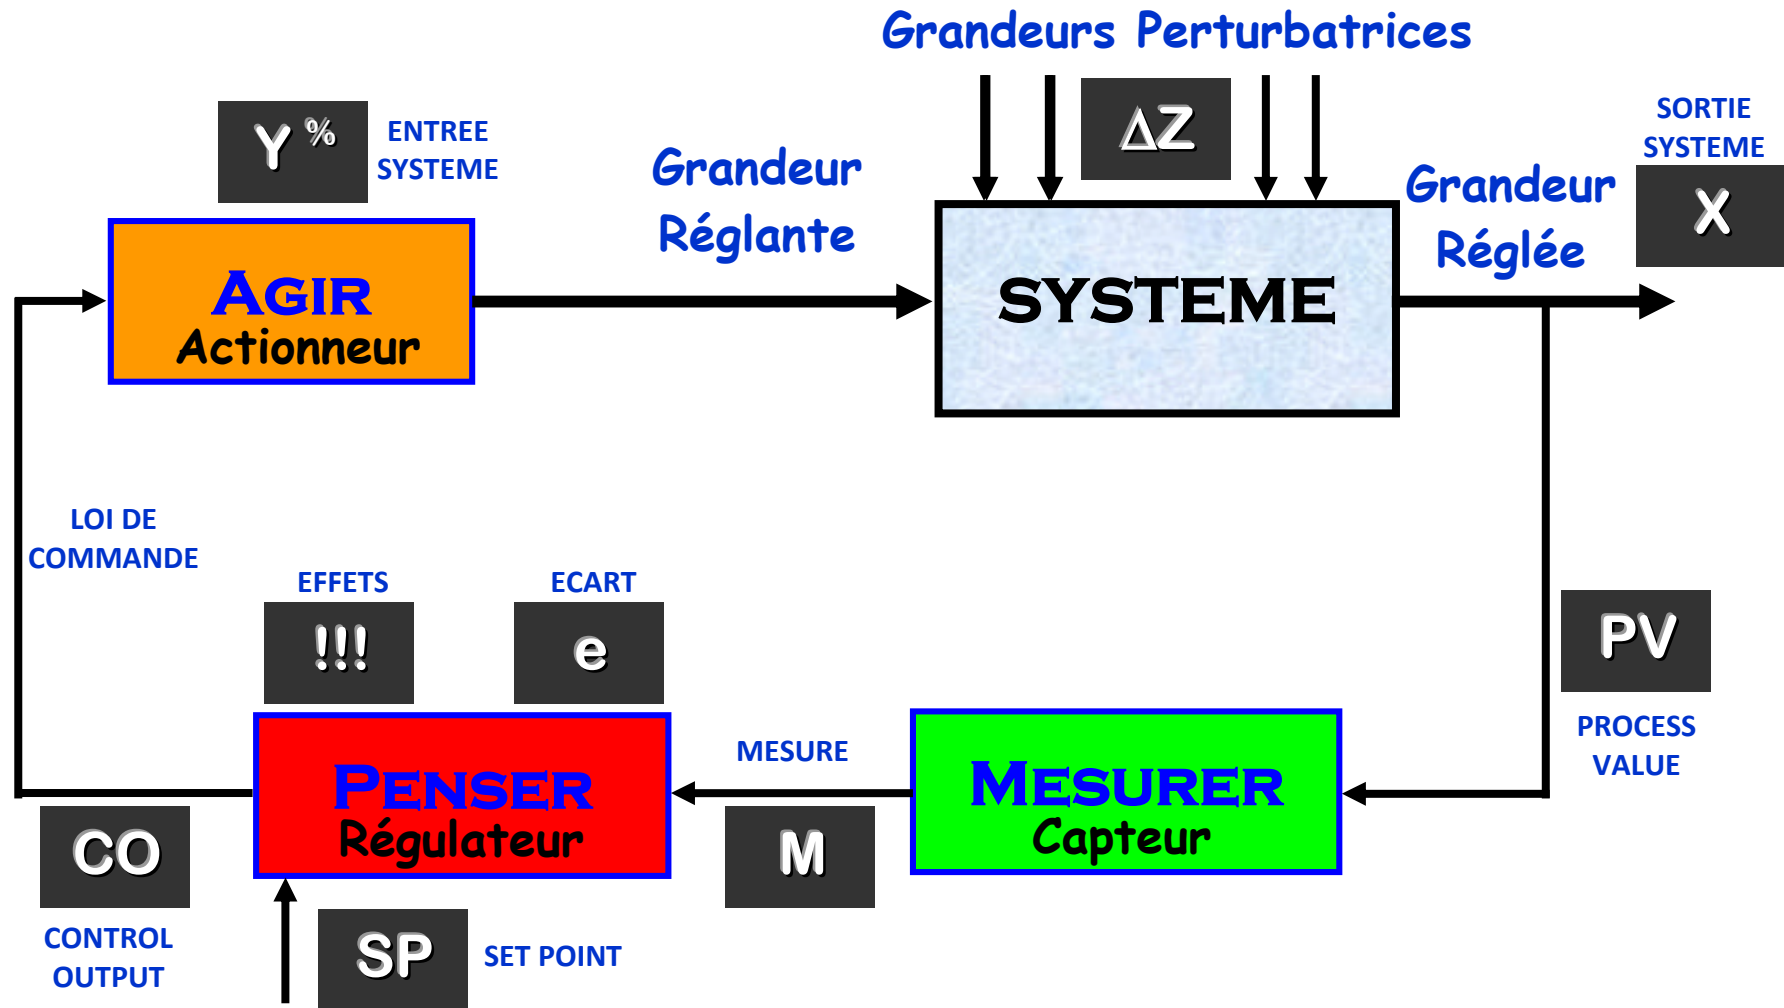 Grandeurs Perturbatrices
Y %
ENTREE
SYSTEME
ΔZ
SORTIE
SYSTEME
X
Grandeur
Réglante
Grandeur
Réglée
AGIR
Actionneur
SYSTEME
LOI DE
COMMANDE
EFFETS
!!!
ECART
e
PV
PROCESS
VALUE
PENSER
Régulateur
MESURE
M
MESURER
Capteur
CO
CONTROL
OUTPUT
SP
SET POINT